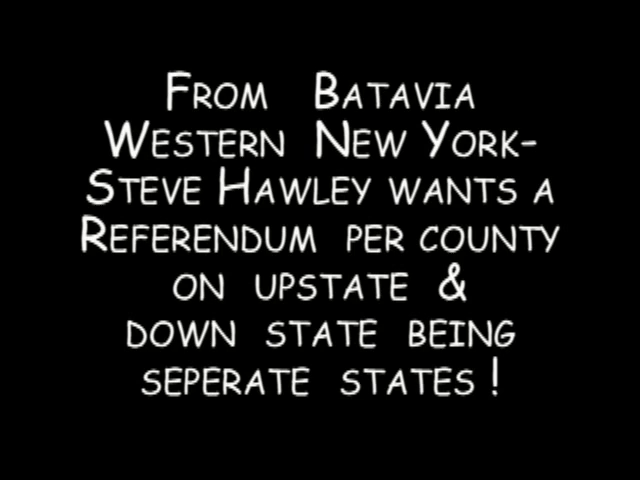 From Batavia
Western New York-
Steve Hawley wants a
Referendum per county
on upstate &
down state being
seperate states !